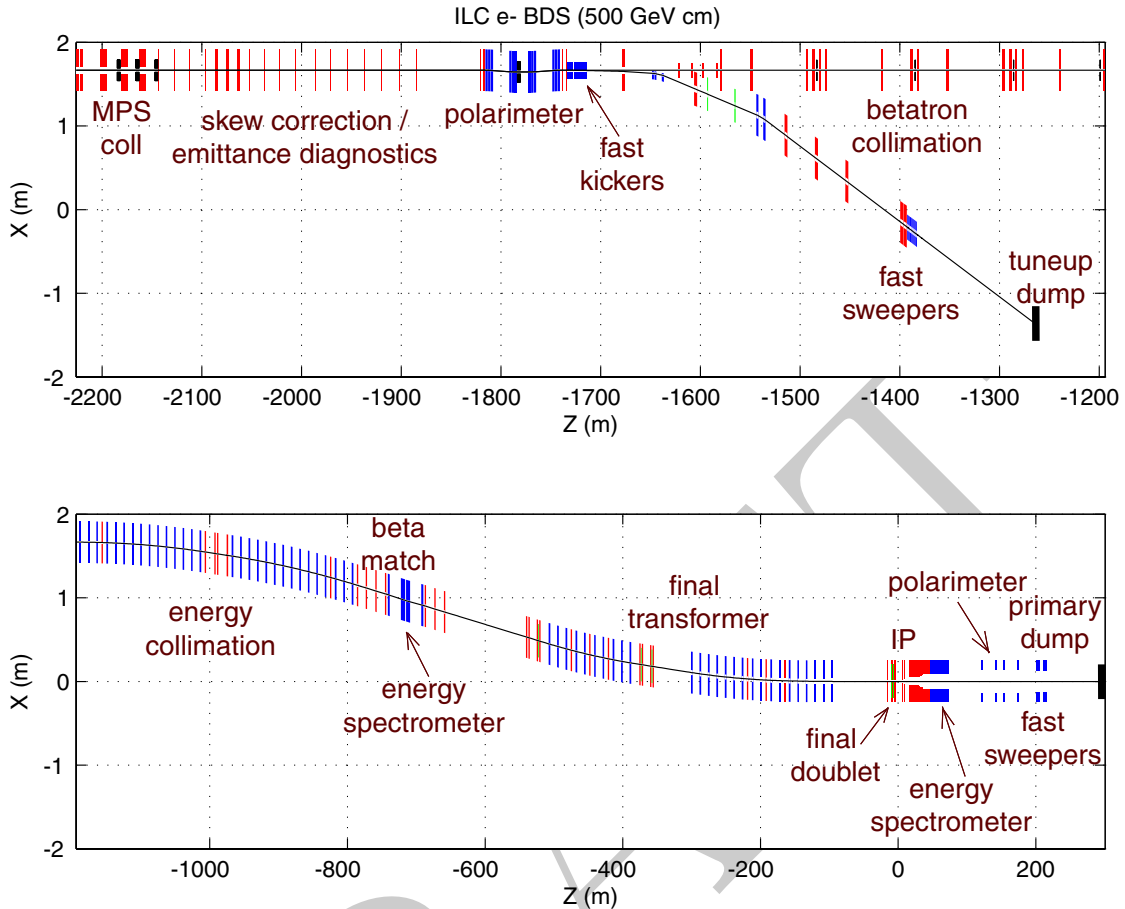 ILC e- BDS (500 GeV cm)
2
1
0
-1
-2
X (m)
MPS
coll
skew correction /
emittance diagnostics
polarimeter
fast
kickers
betatron
collimation
fast
sweepers
tuneup
dump
-2200 -2100 -2000 -1900 -1800 -1700 -1600 -1500 -1400 -1300 -1200
Z (m)
2
1
0
-1
-2
X (m)
energy
collimation
beta
match
energy
spectrometer
final
transformer
IP
polarimeter
primary
dump
final
doublet
energy
spectrometer
fast
sweepers
-1000 -800 -600 -400 -200 0 200
Z (m)